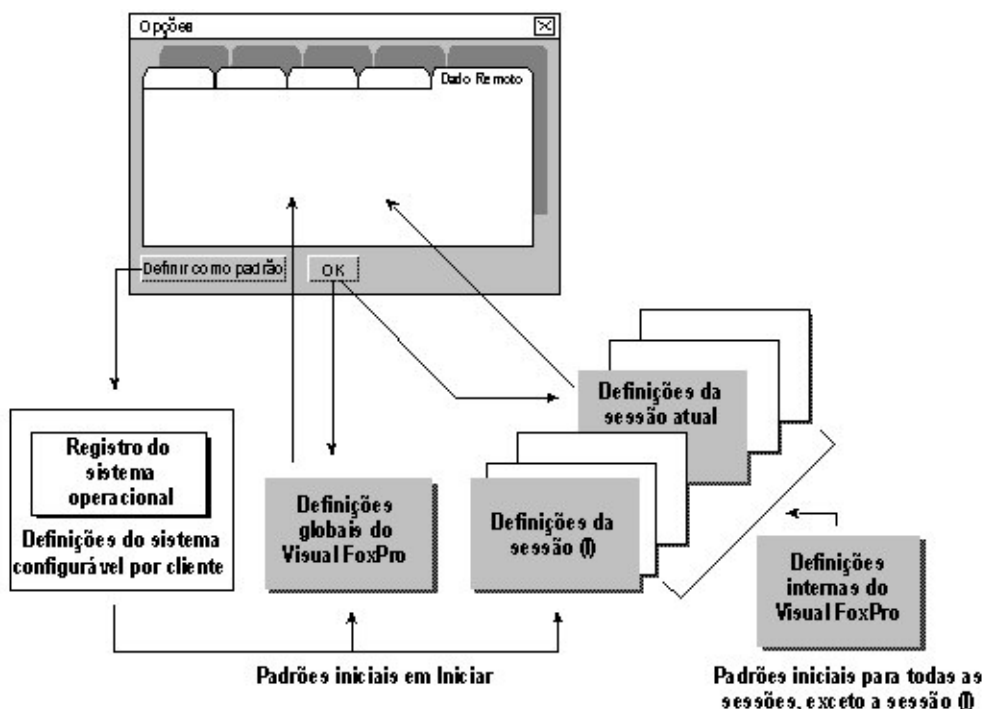 Opções
Dado Remoto
Definir como padrão
OK
Definições da
sessão atual
Registro do
sistema
operacional
Definições do sistema
configurável por cliente
Definições
globais do
Visual FoxPro
Definições da
sessão (1)
Definições
internas do
Visual FoxPro
Padrões iniciais em Iniciar
Padrões iniciais para todas as
sessões, exceto a sessão (1)